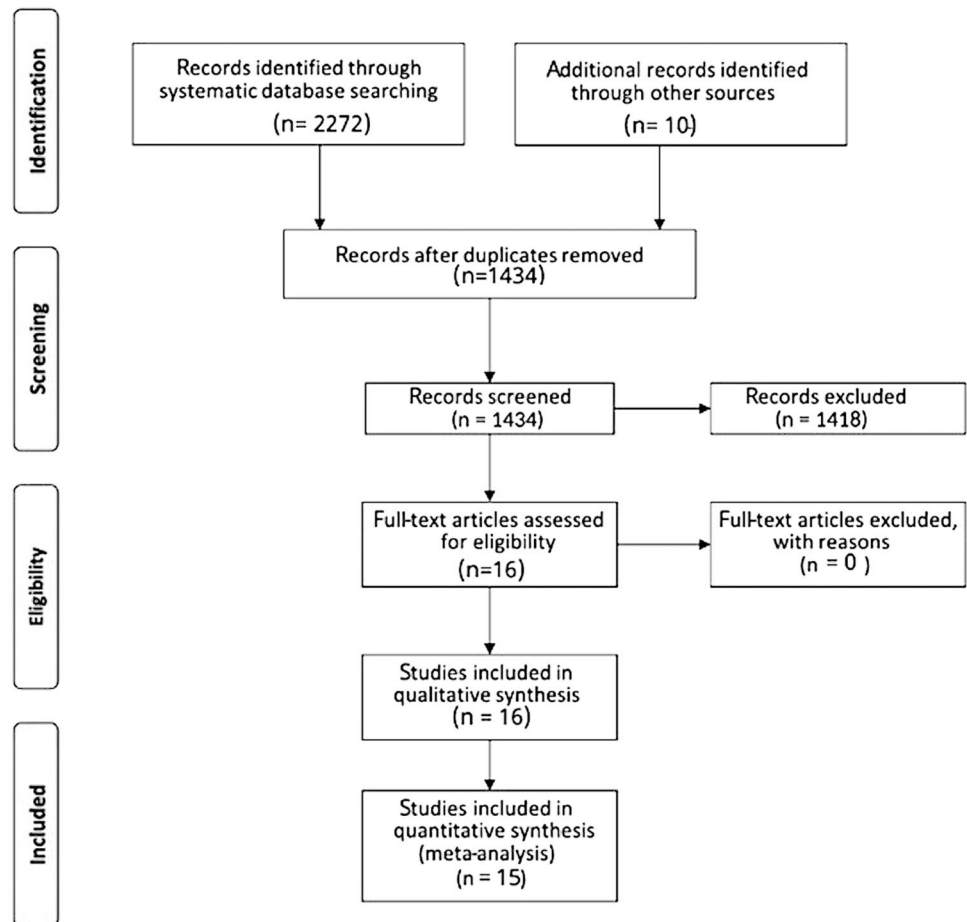 Identification
Records identified through
systematic database searching
(n= 2272)
Additional records identified
through other sources
(n= 10)
Screening
Records after duplicates removed
(n=1434)
Records screened
(n = 1434)
Records excluded
(n = 1418)
Eligibility
Full-text articles assessed
for eligibility
(n=16)
Full-text articles excluded,
with reasons
(n = 0 )
Studies included in
qualitative synthesis
(n = 16)
Included
Studies included in
quantitative synthesis
(meta-analysis)
(n = 15)